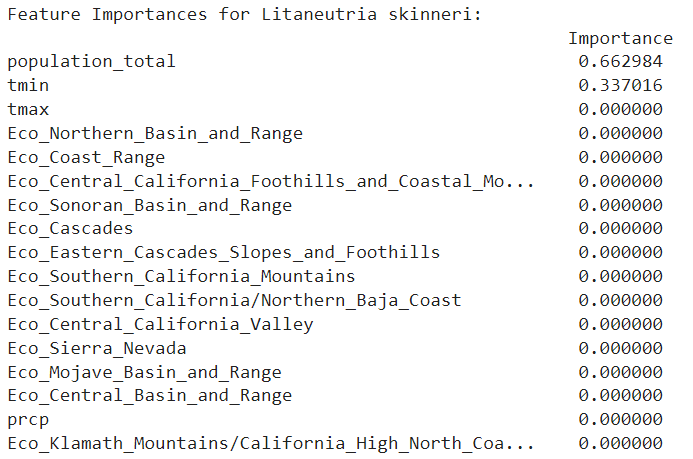 Feature Importances for Litaneutria skinneri:
Importance
population_total 0.662984
tmin 0.337016
tmax 0.000000
Eco_Northern_Basin_and_Range 0.000000
Eco_Coast_Range 0.000000
Eco_Central_California_Foothills_and_Coastal_Mo... 0.000000
Eco_Sonoran_Basin_and_Range 0.000000
Eco_Cascades 0.000000
Eco_Eastern_Cascades_Slopes_and_Foothills 0.000000
Eco_Southern_California_Mountains 0.000000
Eco_Southern_California/Northern_Baja_Coast 0.000000
Eco_Central_California_Valley 0.000000
Eco_Sierra_Nevada 0.000000
Eco_Mojave_Basin_and_Range 0.000000
Eco_Central_Basin_and_Range 0.000000
prcp 0.000000
Eco_Klamath_Mountains/California_High_North_Coa... 0.000000